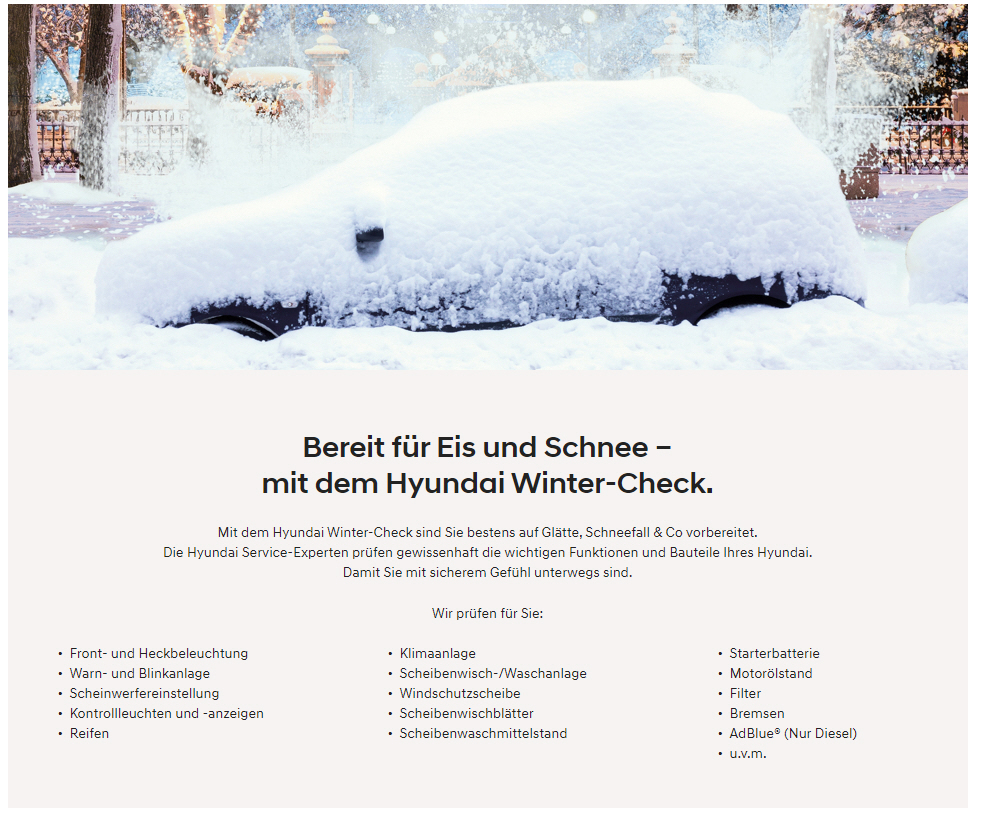 Bereit für Eis und Schnee –
mit dem Hyundai Winter-Check.
Mit dem Hyundai Winter-Check sind Sie bestens auf Glätte, Schneefall & Co vorbereitet.
Die Hyundai Service-Experten prüfen gewissenhaft die wichtigen Funktionen und Bauteile Ihres Hyundai.
Damit Sie mit sicherem Gefühl unterwegs sind.
Wir prüfen für Sie:
• Front- und Heckbeleuchtung
• Warn- und Blinkanlage
• Scheinwerfereinstellung
• Kontrollleuchten und -anzeigen
• Reifen
• Klimaanlage
• Scheibenwisch-/Waschanlage
• Windschutzscheibe
• Scheibenwischblätter
• Scheibenwaschmittelstand
• Starterbatterie
• Motorölstand
• Filter
• Bremsen
• AdBlue® (Nur Diesel)
• u.v.m.